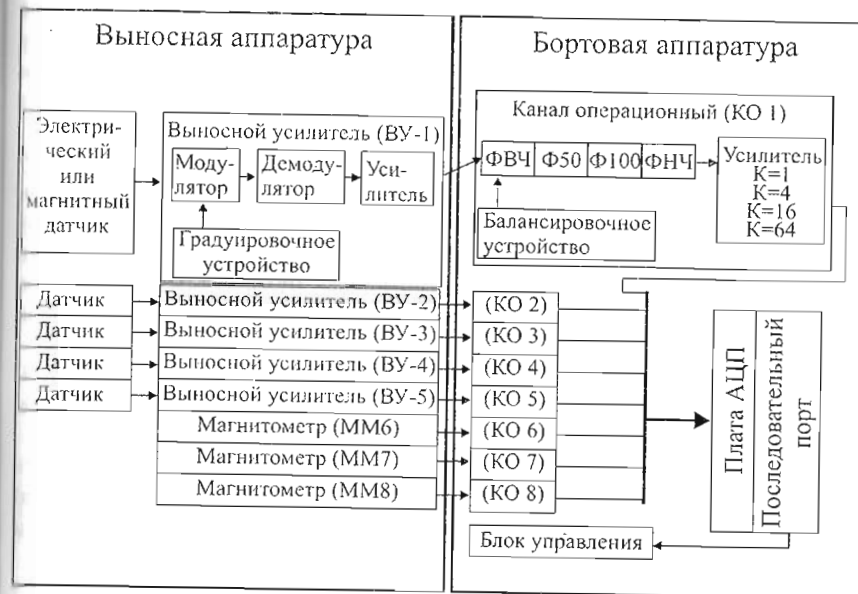 Выносная аппаратура
Электри-
ческий
или
магнитный
датчик
Выносной усилитель (ВУ-1)
Моду-
лятор
Демоду-
лятор
Уси-
литель
Градуировочное
устройство
Датчик
Выносной усилитель (ВУ-2)
Датчик
Выносной усилитель (ВУ-3)
Датчик
Выносной усилитель (ВУ-4)
Датчик
Выносной усилитель (ВУ-5)
Магнитометр (ММ6)
Магнитометр (ММ7)
Магнитометр (ММ8)
Бортовая аппаратура
Канал операционный (КО 1)
ФВЧ
Ф50
Ф100
ФНЧ
Усилитель
К=1
К=4
К=16
К=64
Балансировочное
устройство
(КО 2)
(КО 3)
(КО 4)
(КО 5)
(КО 6)
(КО 7)
(КО 8)
Плата АЦП
Последовательный
порт
Блок управления